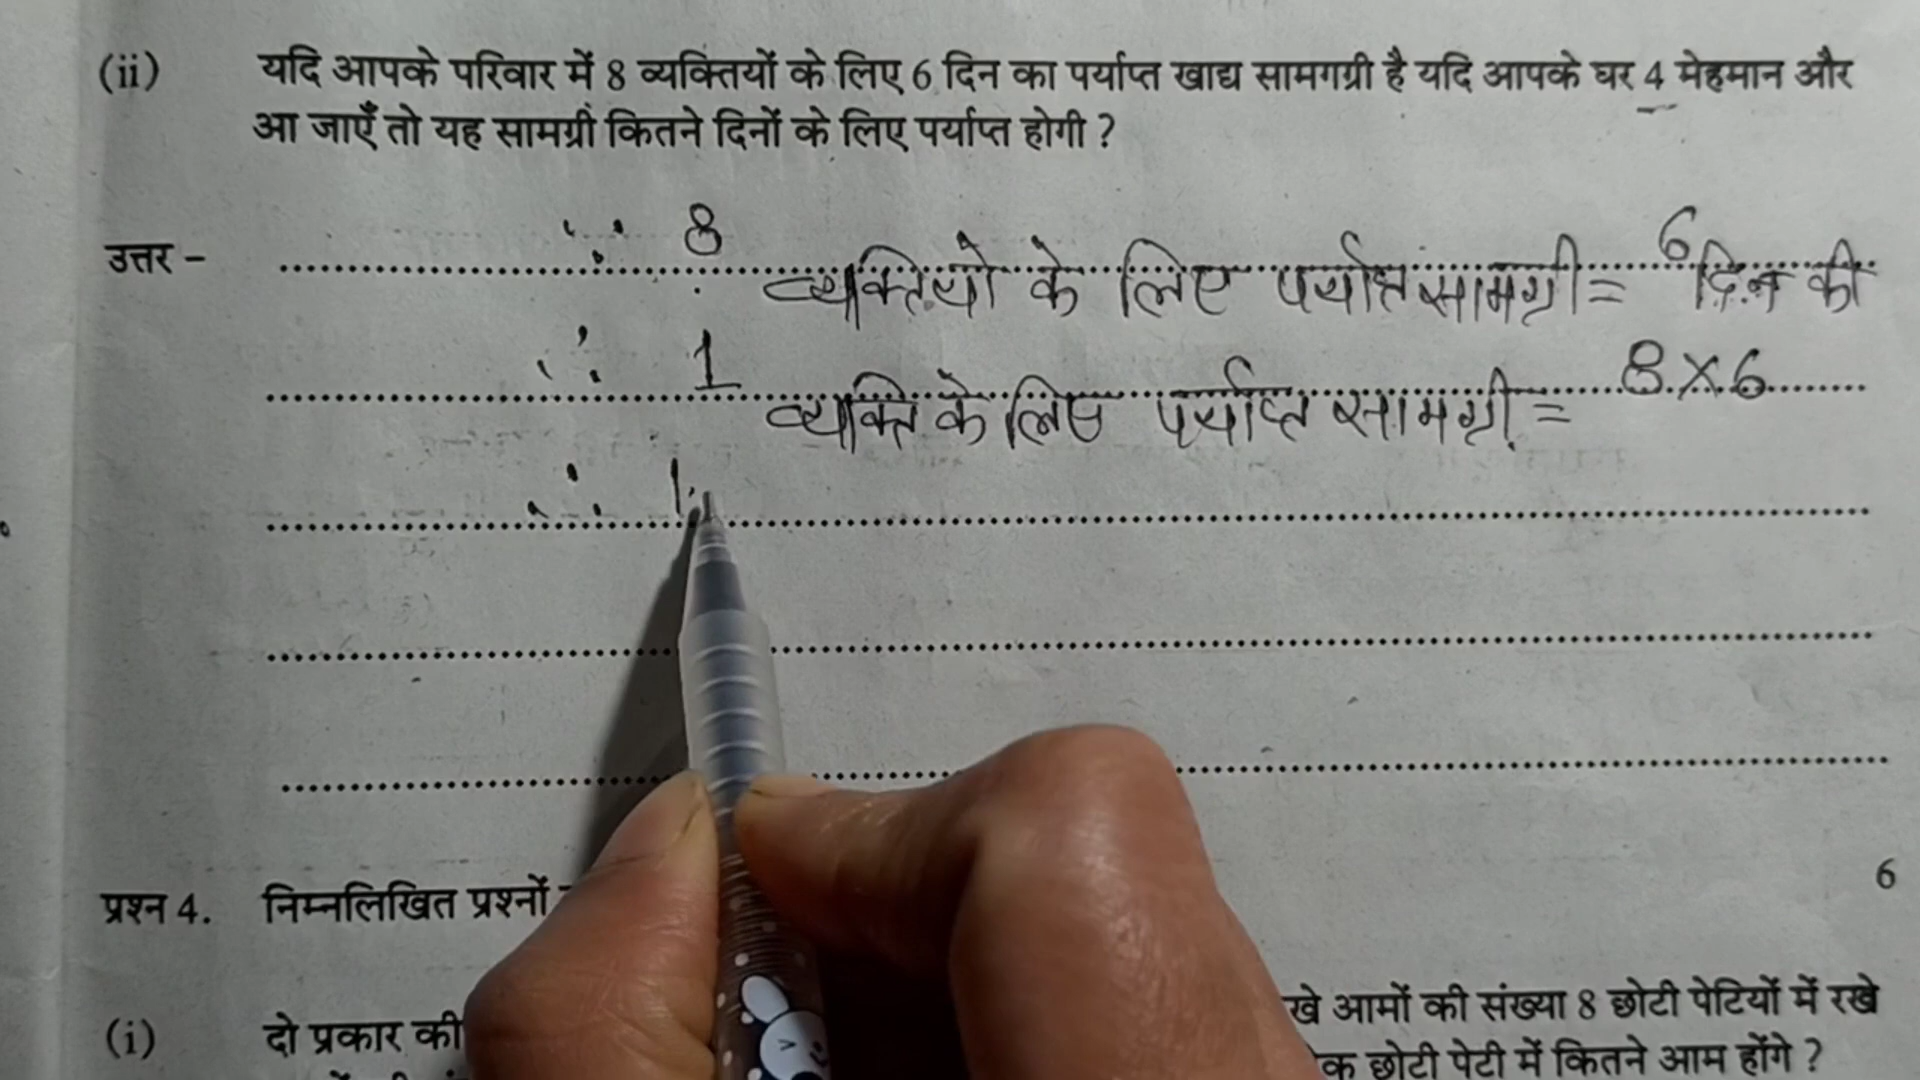 (ii) यदि आपके परिवार में 8 व्यक्तियों के लिए 6 दिन का पर्याप्त खाद्य सामगग्री है यदि आपके घर 4 मेहमान और
आ जाएँ तो यह सामग्री कितने दिनों के लिए पर्याप्त होगी ?
उत्तर – ∵ 8 व्यक्तियो के लिए पर्याप्त सामग्री = 6 दिन की
∴ 1 व्यक्ति के लिए पर्याप्त सामग्री = 8 × 6
∴ 1
6
प्रश्न 4. निम्नलिखित प्रश्नों
(i) दो प्रकार की खे आमों की संख्या 8 छोटी पेटियों में रखे
छोटी पेटी में कितने आम होंगे ?